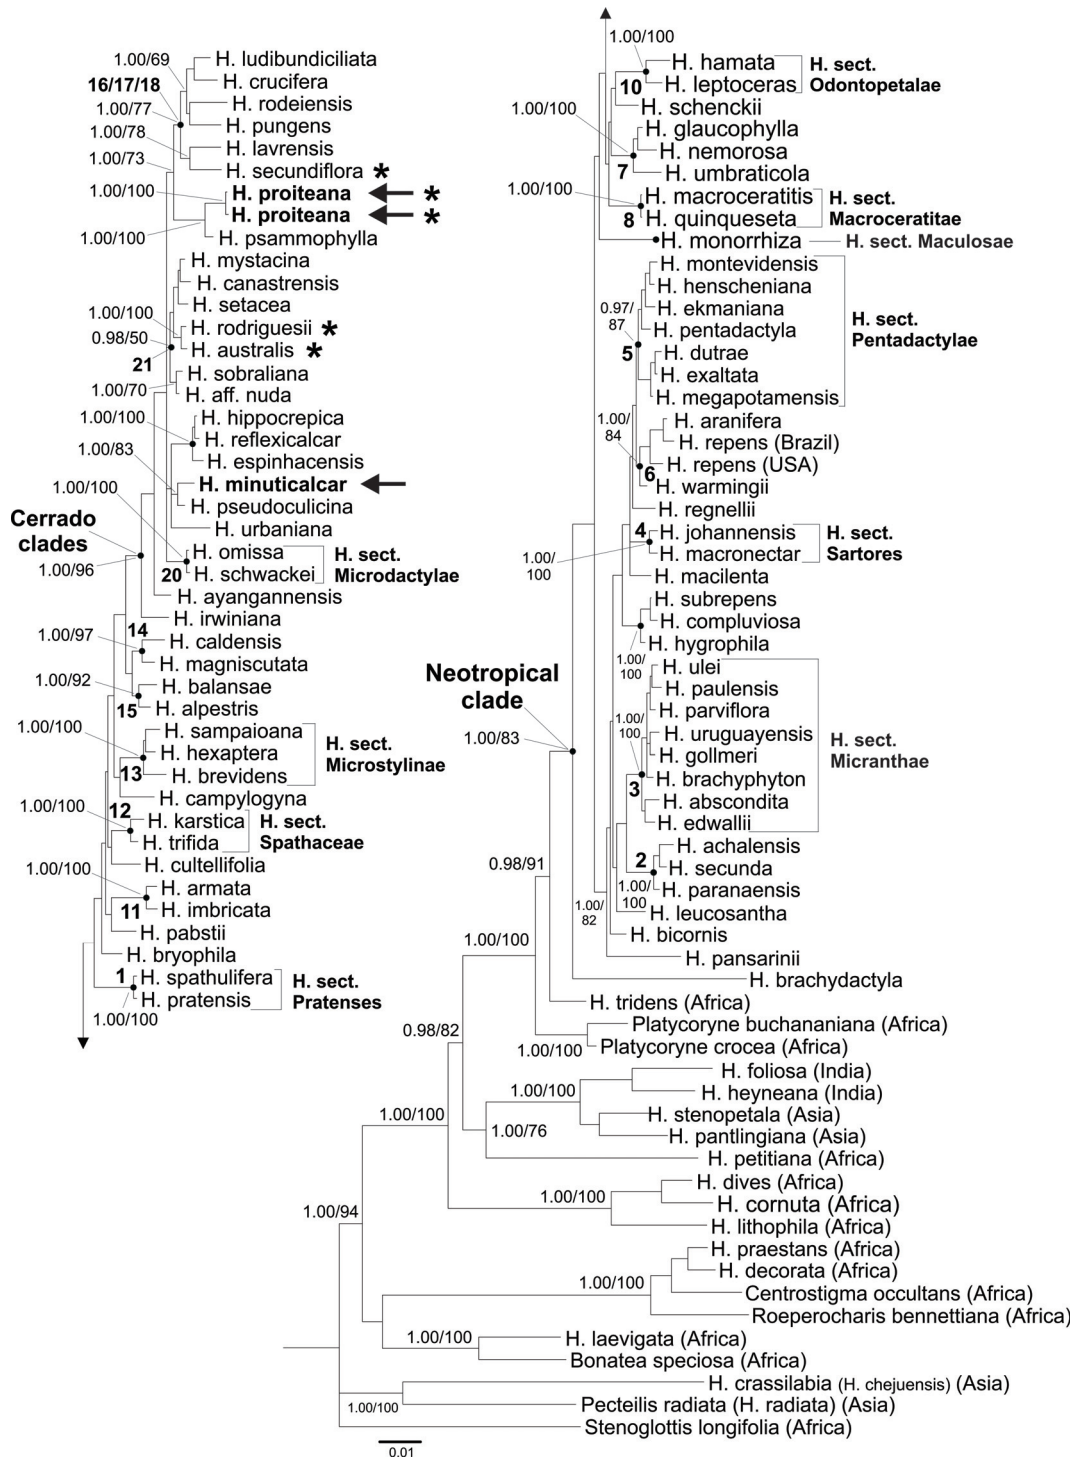 1.00/69
H. ludibundiciliata
16/17/18
H. crucifera
1.00/77
H. rodeiensis
H. pungens
1.00/78
H. lavrensis
1.00/73
H. secundiflora *
1.00/100
H. proiteana *
H. proiteana *
1.00/100
H. psammophylla
H. mystacina
H. canastrensis
H. setacea
1.00/100
H. rodriguesii *
0.98/50
H. australis *
21
H. sobraliana
1.00/70
H. aff. nuda
1.00/100
H. hippocrepica
H. reflexicalcar
1.00/83
H. espinhacensis
H. minuticalcar
1.00/100
H. pseudoculicina
Cerrado
clades
H. urbaniana
1.00/96
H. omissa
20
H. schwackei
H. sect.
Microdactylae
H. ayangannensis
H. irwiniana
14
1.00/97
H. caldensis
H. magniscutata
1.00/92
H. balansae
15
H. alpestris
1.00/100
H. sampaioana
H. hexaptera
13
H. brevidens
H. sect.
Microstylinae
H. campylogyna
1.00/100
12
H. karstica
H. trifida
H. sect.
Spathaceae
H. cultellifolia
1.00/100
H. armata
11
H. imbricata
H. pabstii
H. bryophila
1
H. spathulifera
H. pratensis
H. sect.
Pratenses
1.00/100
1.00/100
H. hamata
10
H. leptoceras
H. sect.
Odontopetalae
H. schenckii
1.00/100
H. glaucophylla
H. nemorosa
7
H. umbraticola
1.00/100
H. macroceratitis
8
H. quinqueseta
H. sect.
Macroceratitae
H. monorrhiza
H. sect. Maculosae
H. montevidensis
H. henscheniana
0.97/
87
H. ekmaniana
H. pentadactyla
5
H. dutrae
H. exaltata
H. megapotamensis
H. sect.
Pentadactylae
1.00/
84
H. aranifera
H. repens (Brazil)
6
H. repens (USA)
H. warmingii
H. regnellii
1.00/
100
4
H. johannensis
H. macronectar
H. sect.
Sartores
H. macilenta
H. subrepens
H. compluviosa
H. hygrophila
1.00/
100
Neotropical
clade
1.00/83
H. ulei
H. paulensis
H. parviflora
1.00/
100
H. uruguayensis
H. gollmeri
3
H. brachyphyton
H. abscondita
H. edwallii
H. sect.
Micranthae
2
H. achalensis
H. secunda
H. paranaensis
1.00/
100
0.98/91
1.00/
82
H. leucosantha
H. bicornis
1.00/100
H. pansarinii
H. brachydactyla
H. tridens (Africa)
0.98/82
Platycoryne buchananiana (Africa)
1.00/100
Platycoryne crocea (Africa)
H. foliosa (India)
1.00/100
H. heyneana (India)
1.00/100
H. stenopetala (Asia)
1.00/76
H. pantlingiana (Asia)
H. petitiana (Africa)
H. dives (Africa)
1.00/100
H. cornuta (Africa)
1.00/94
H. lithophila (Africa)
H. praestans (Africa)
H. decorata (Africa)
1.00/100
Centrostigma occultans (Africa)
Roeperocharis bennettiana (Africa)
1.00/100
H. laevigata (Africa)
Bonatea speciosa (Africa)
H. crassilabia (H. chejuensis) (Asia)
1.00/100
Pecteilis radiata (H. radiata) (Asia)
Stenoglottis longifolia (Africa)
0.01